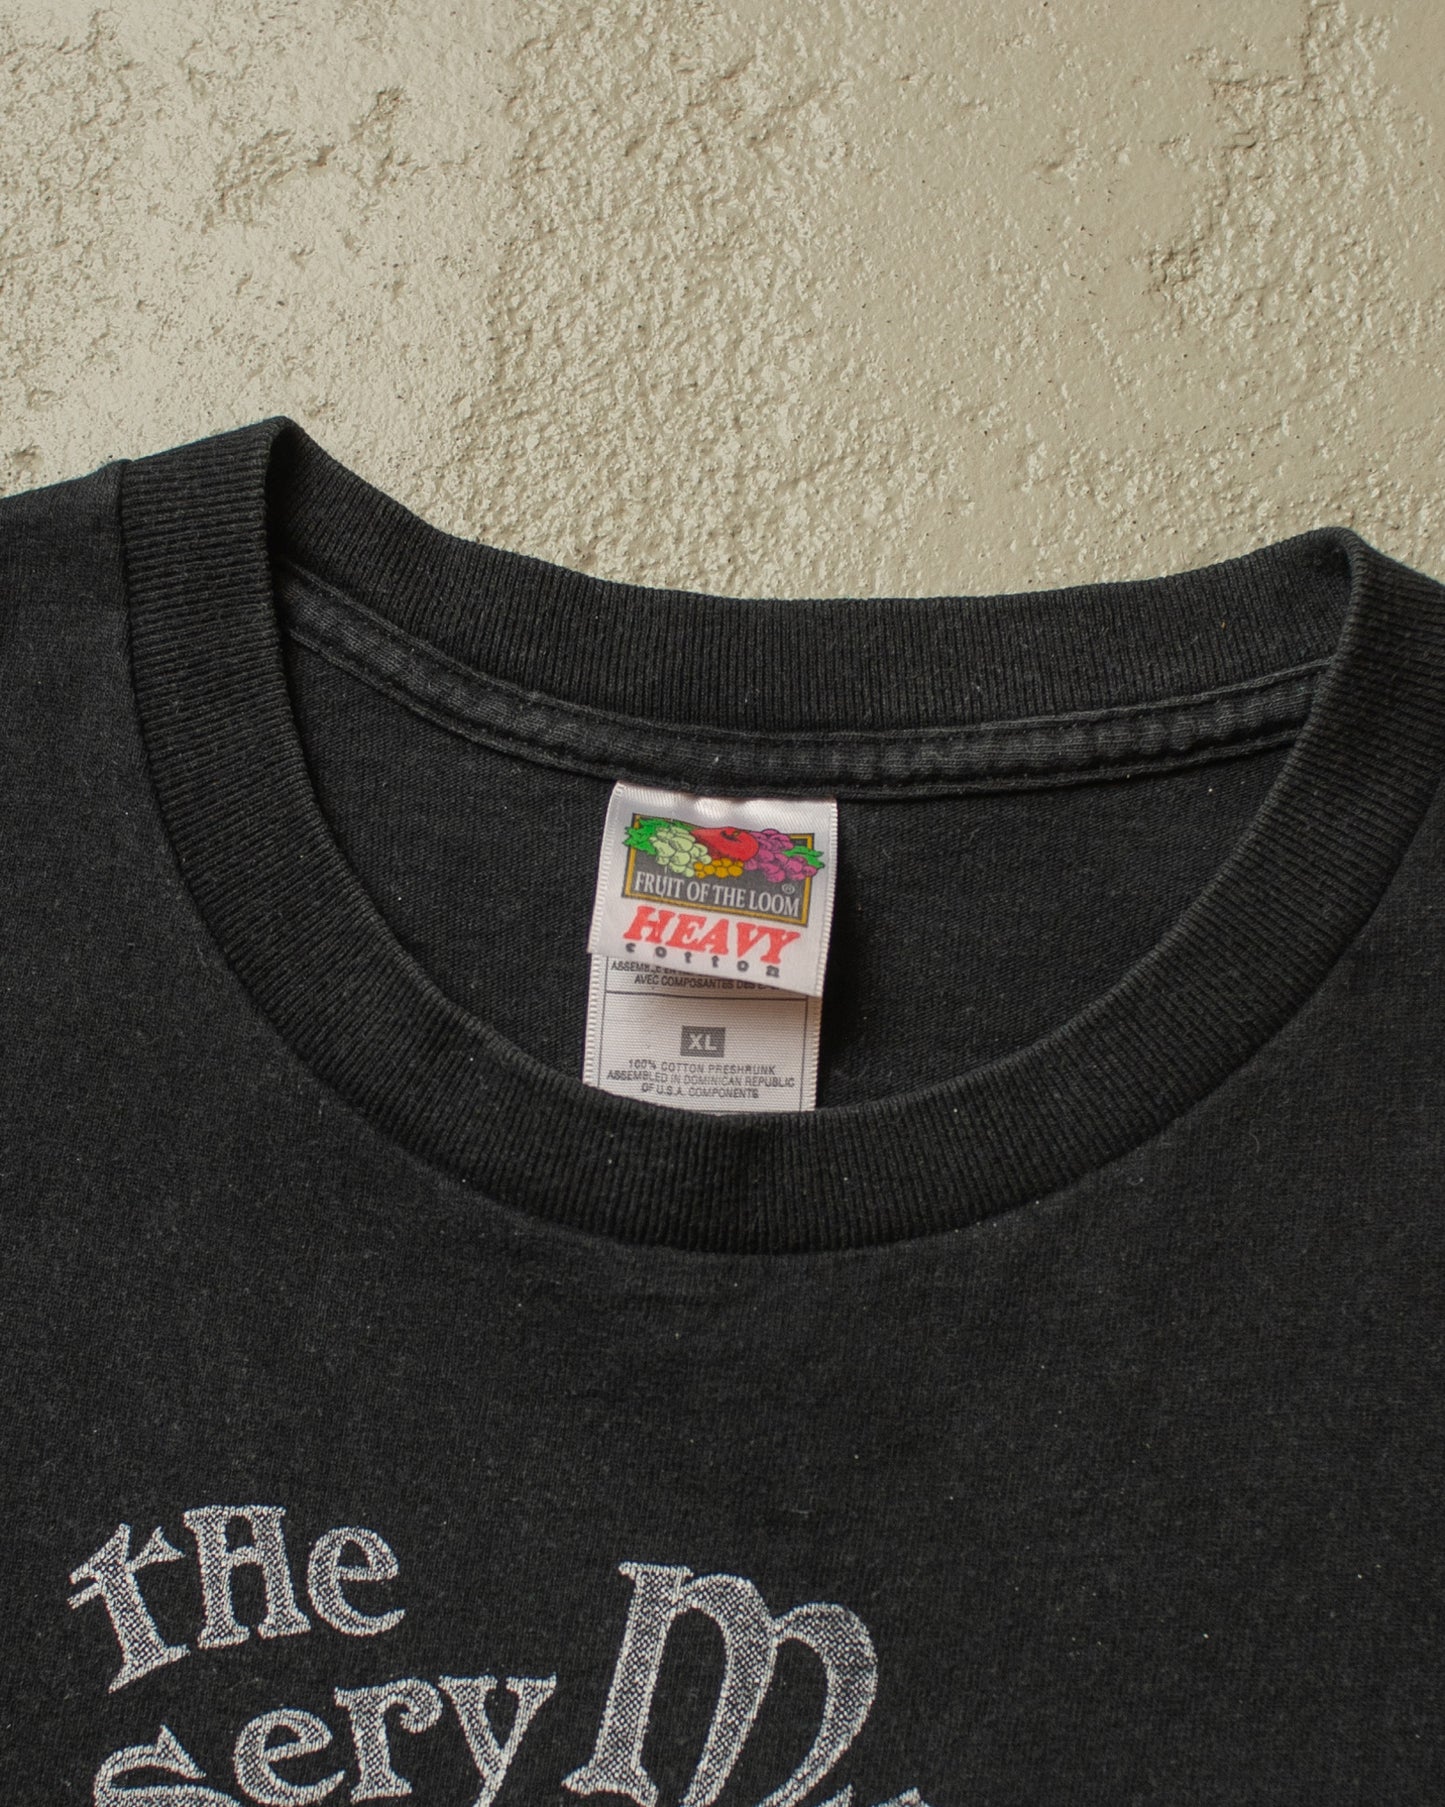 FRUIT OF THE LOOM ®
HEAVY
cotton
AVEC COMPOSANTES DES
XL
100% COTTON PRESHRUNK
ASSEMBLED IN DOMINICAN REPUBLIC
OF U.S.A. COMPONENTS
THe